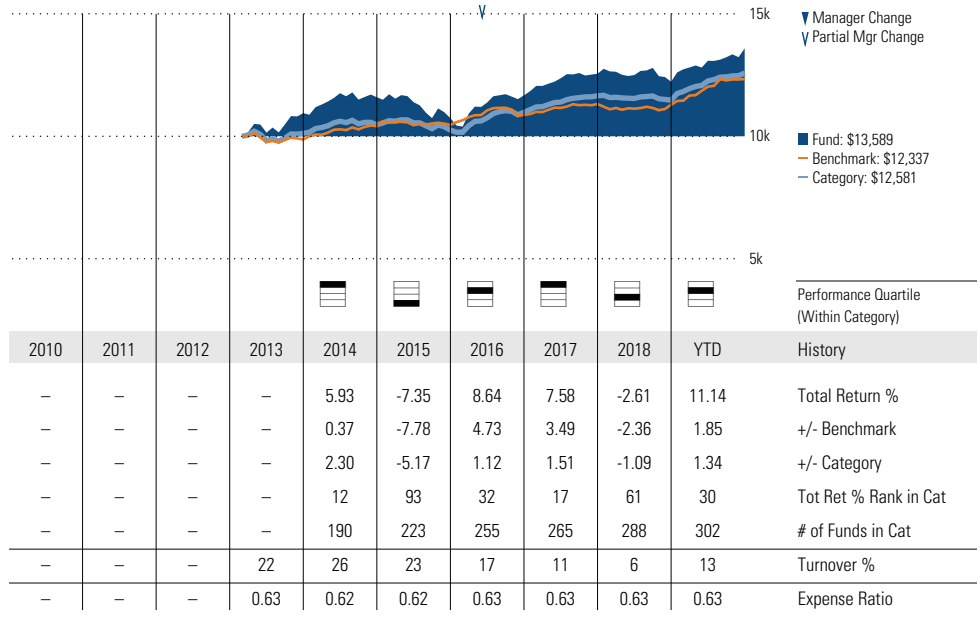 15k
Manager Change
Partial Mgr Change
10k
Fund: $13,589
Benchmark: $12,337
Category: $12,581
5k
Performance Quartile
(Within Category)
2010 2011 2012 2013 2014 2015 2016 2017 2018 YTD History
– – – – 5.93 -7.35 8.64 7.58 -2.61 11.14 Total Return %
– – – – 0.37 -7.78 4.73 3.49 -2.36 1.85 +/- Benchmark
– – – – 2.30 -5.17 1.12 1.51 -1.09 1.34 +/- Category
– – – – 12 93 32 17 61 30 Tot Ret % Rank in Cat
190 223 255 265 288 302 # of Funds in Cat
– – – 22 26 23 17 11 6 13 Turnover %
– – – 0.63 0.62 0.62 0.63 0.63 0.63 0.63 Expense Ratio